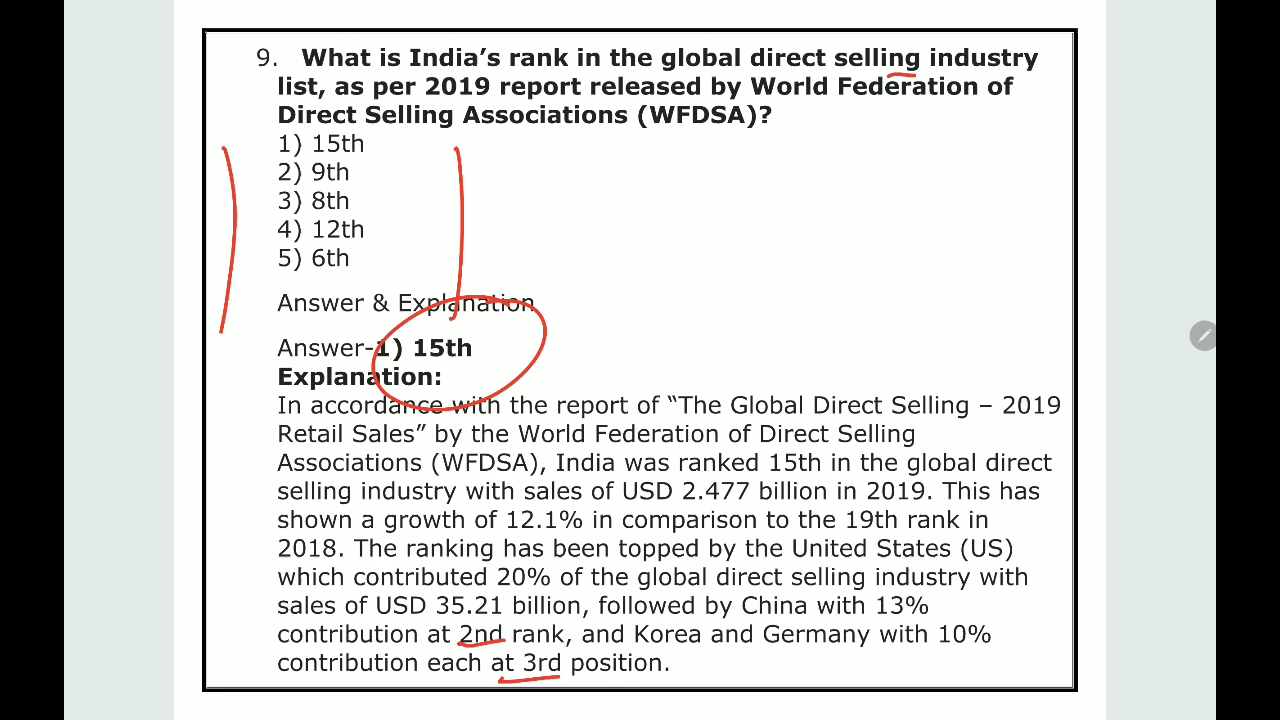 9. What is India’s rank in the global direct selling industry
list, as per 2019 report released by World Federation of
Direct Selling Associations (WFDSA)?
1) 15th
2) 9th
3) 8th
4) 12th
5) 6th
Answer & Explanation
Answer-1) 15th
Explanation:
In accordance with the report of “The Global Direct Selling – 2019
Retail Sales” by the World Federation of Direct Selling
Associations (WFDSA), India was ranked 15th in the global direct
selling industry with sales of USD 2.477 billion in 2019. This has
shown a growth of 12.1% in comparison to the 19th rank in
2018. The ranking has been topped by the United States (US)
which contributed 20% of the global direct selling industry with
sales of USD 35.21 billion, followed by China with 13%
contribution at 2nd rank, and Korea and Germany with 10%
contribution each at 3rd position.